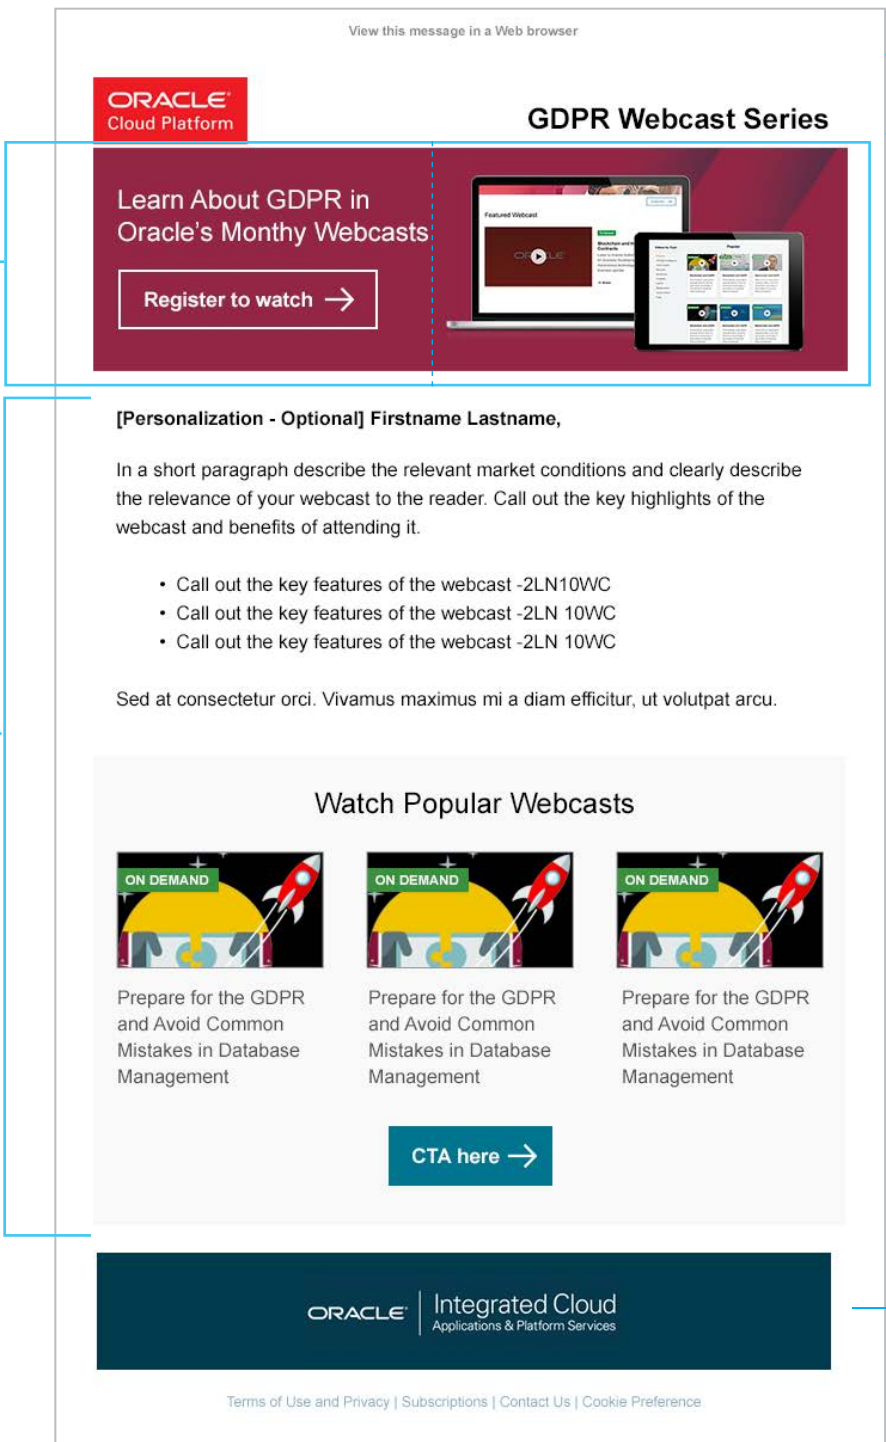 View this message in a Web browser
ORACLE
Cloud Platform
GDPR Webcast Series
Learn About GDPR in
Oracle's Monthy Webcasts
Register to watch
Featured Webcast
ORACLE
Popular
[Personalization - Optional] Firstname Lastname,
In a short paragraph describe the relevant market conditions and clearly describe
the relevance of your webcast to the reader. Call out the key highlights of the
webcast and benefits of attending it.
• Call out the key features of the webcast -2LN10WC
• Call out the key features of the webcast -2LN 10WC
• Call out the key features of the webcast -2LN 10WC
Sed at consectetur orci. Vivamus maximus mi a diam efficitur, ut volutpat arcu.
Watch Popular Webcasts
ON DEMAND
ON DEMAND
ON DEMAND
Prepare for the GDPR
and Avoid Common
Mistakes in Database
Management
Prepare for the GDPR
and Avoid Common
Mistakes in Database
Management
Prepare for the GDPR
and Avoid Common
Mistakes in Database
Management
CTA here
ORACLE
Integrated Cloud
Applications & Platform Services
Terms of Use and Privacy | Subscriptions | Contact Us | Cookie Preference